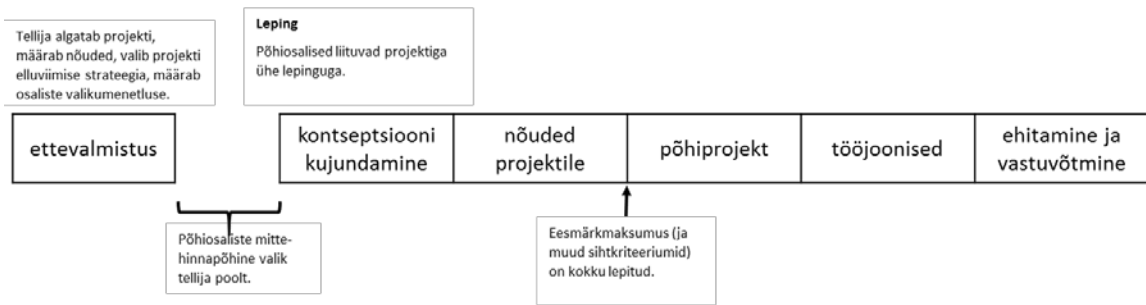 Tellija algatab projekti,
määrab nõuded, valib projekti
elluviimise strateegia, määrab
osaliste valikumenetluse.
Leping
Põhiosalised liituvad projektiga
ühe lepinguga.
ettevalmistus
kontseptsiooni
kujundamine
nõuded
projektile
põhiprojekt
tööjoonised
ehitamine ja
vastuvõtmine
Põhiosaliste mitte-
hinnapõhine valik
tellija poolt.
Eesmärkmaksumus (ja
muud sihtkriteeriumid)
on kokku lepitud.